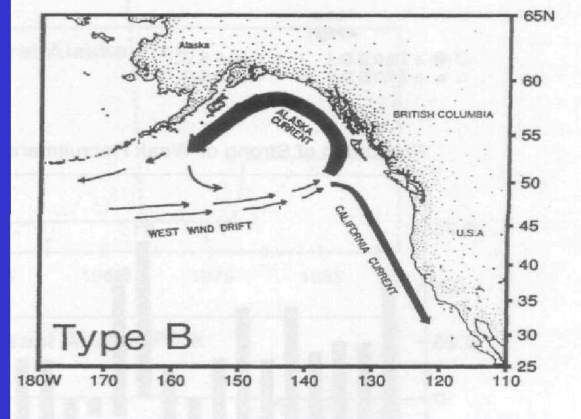 65N
Alaska
60
BRITISH COLUMBIA
ALASKA
CURRENT
55
50
45
WEST WIND DRIFT
U.S.A
40
CALIFORNIA CURRENT
35
30
Type B
25
180W 170 160 150 140 130 120 110